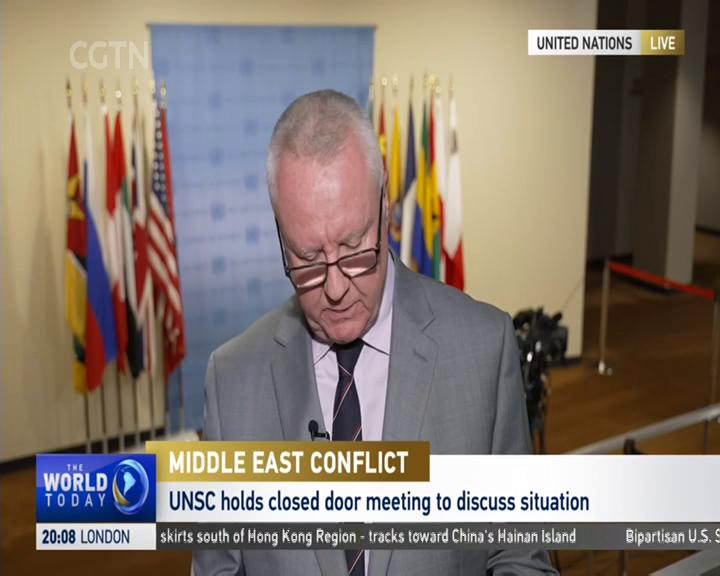 CGTN
UNITED NATIONS LIVE
MIDDLE EAST CONFLICT
THE WORLD TODAY
UNSC holds closed door meeting to discuss situation
20:08 LONDON
skirts south of Hong Kong Region - tracks toward China's Hainan Island Bipartisan U.S. S